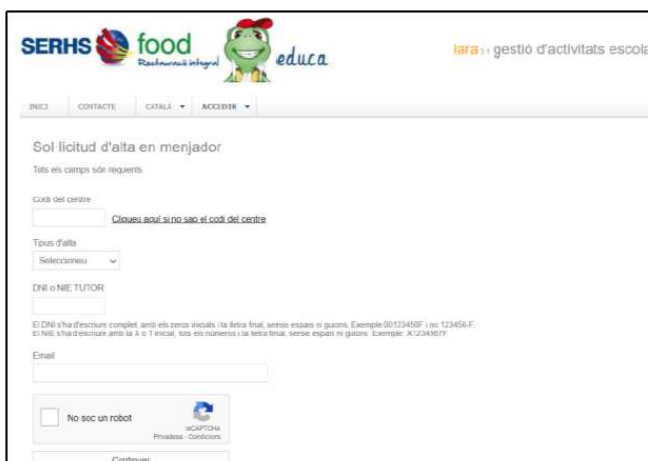 SERHS food
Restauració integral
educa
lara gestió d'activitats escola
INICI CONTACTE CATALÀ ACCEDIR
Sol·licitud d'alta en menjador
Tots els camps són requerits
Codi del centre
Cliqueu aquí si no sap el codi del centre
Tipus d'alta
Seleccioneu
DNI o NIE TUTOR
El DNI s'ha d'escriure complet, amb els zeros inicials i la lletra final, sense espais ni guions. Exemple 00123456F i no 123456-F.
El NIE s'ha d'escriure amb la X o Y inicial, tots els números i la lletra final, sense espais ni guions. Exemple: X1234567F
Email
No soc un robot
reCAPTCHA
Privadesa - Condicions
Continuar